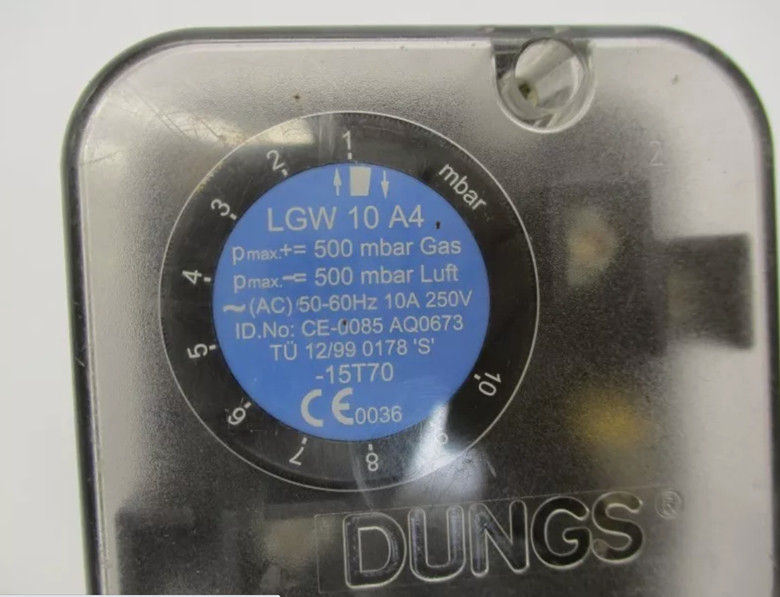 1
2
3
4
5
6
7
8
9
10
mbar
LGW 10 A4
pmax.+= 500 mbar Gas
pmax.-= 500 mbar Luft
~(AC) 50-60Hz 10A 250V
ID.No: CE-0085 AQ0673
TÜ 12/99 0178 'S'
-15T70
CE0036
2
DUNGS®